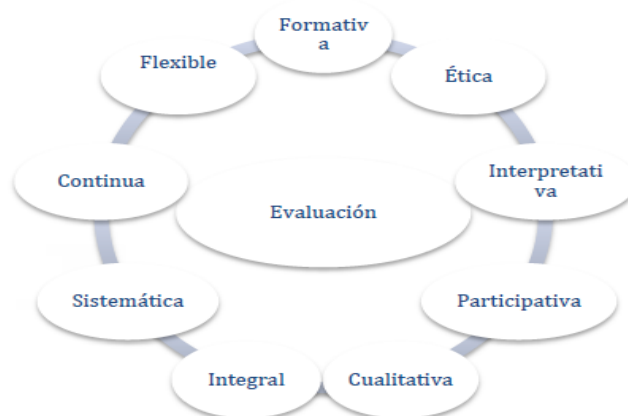 Formativ
a
Flexible
Ética
Continua
Interpretati
va
Evaluación
Sistemática
Participativa
Integral
Cualitativa